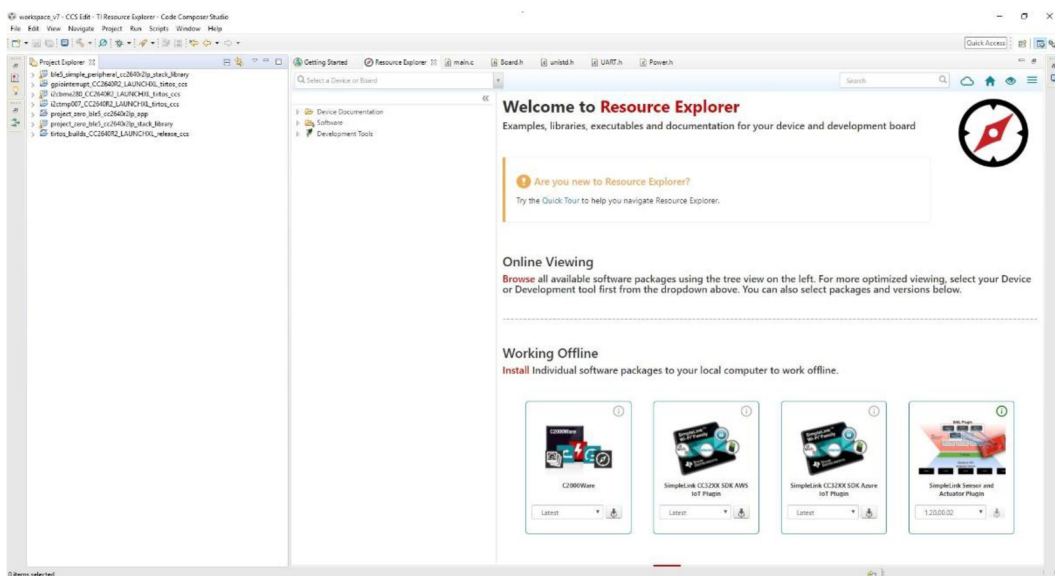 workspace_v7 - CCS Edit - TI Resource Explorer - Code Composer Studio
File Edit View Navigate Project Run Scripts Window Help
Quick Access
Project Explorer
Getting Started Resource Explorer main.c Board.h unistd.h UART.h Power.h
ble5_simple_peripheral_cc2640r2lp_stack_library
gpiointerrupt_CC2640R2_LAUNCHXL_tirtos_ccs
i2cbme280_CC2640R2_LAUNCHXL_tirtos_ccs
i2ctmp007_CC2640R2_LAUNCHXL_tirtos_ccs
project_zero_ble5_cc2640r2lp_app
project_zero_ble5_cc2640r2lp_stack_library
tirtos_builds_CC2640R2_LAUNCHXL_release_ccs
Select a Device or Board
Search
Device Documentation
Software
Development Tools
Welcome to Resource Explorer
Examples, libraries, executables and documentation for your device and development board
Are you new to Resource Explorer?
Try the Quick Tour to help you navigate Resource Explorer.
Online Viewing
Browse all available software packages using the tree view on the left. For more optimized viewing, select your Device
or Development tool first from the dropdown above. You can also select packages and versions below.
Working Offline
Install Individual software packages to your local computer to work offline.
C2000Ware
C2000Ware
Latest
SimpleLink™
Wi-Fi® Family
SimpleLink CC32XX SDK AWS
IoT Plugin
Latest
SimpleLink™
Wi-Fi® Family
SimpleLink CC32XX SDK Azure
IoT Plugin
Latest
SimpleLink Sensor and
Actuator Plugin
1.20.00.02
0 items selected